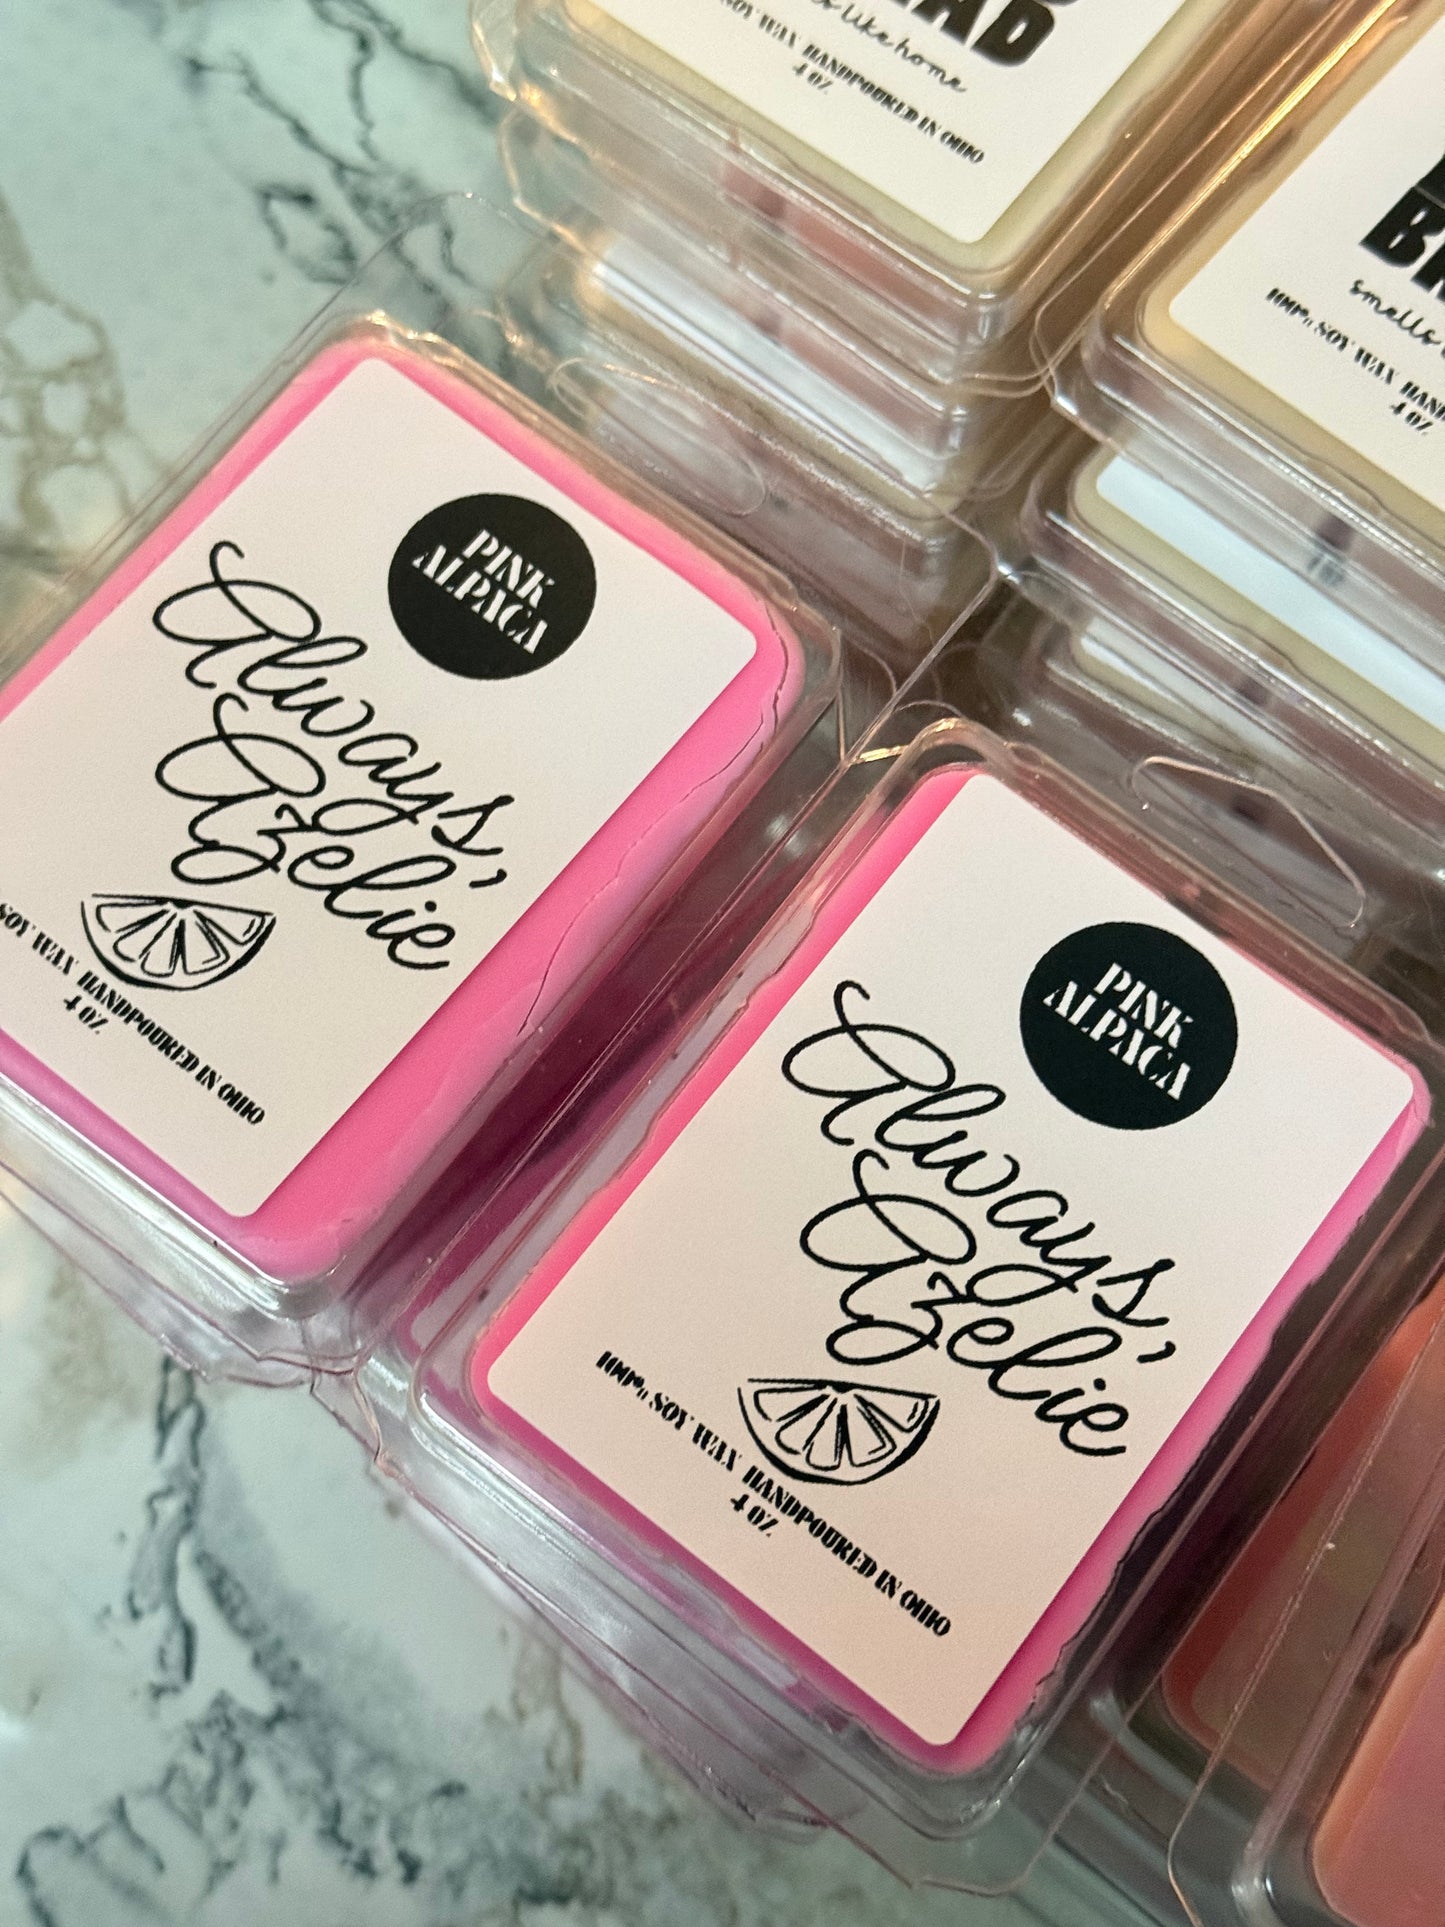 like home
SOY WAX HANDPOURED IN OHIO
4 OZ
smells
100% SOY WAX
4 OZ
PINK
ALPACA
Always,
Azelie
SOY WAX HANDPOURED IN OHIO
4 OZ
PINK
ALPACA
Always,
Azelie
100% SOY WAX HANDPOURED IN OHIO
4 OZ